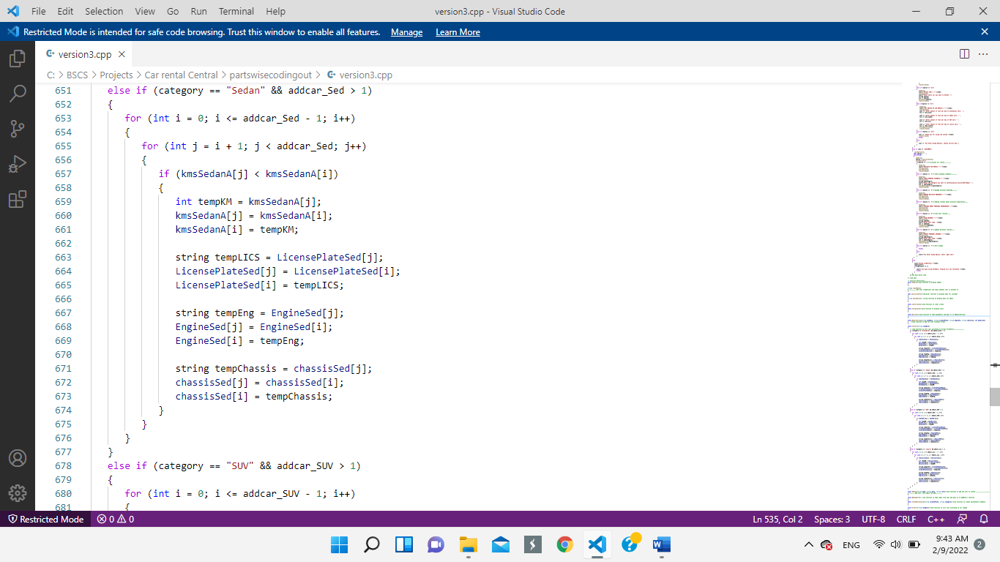 File Edit Selection View Go Run Terminal Help version3.cpp - Visual Studio Code
Restricted Mode is intended for safe code browsing. Trust this window to enable all features. Manage Learn More
version3.cpp
C: > BSCS > Projects > Car rental Central > partswisecodingout > version3.cpp
651 else if (category == "Sedan" && addcar_Sed > 1)
652 {
653 for (int i = 0; i <= addcar_Sed - 1; i++)
654 {
655 for (int j = i + 1; j < addcar_Sed; j++)
656 {
657 if (kmsSedanA[j] < kmsSedanA[i])
658 {
659 int tempKM = kmsSedanA[j];
660 kmsSedanA[j] = kmsSedanA[i];
661 kmsSedanA[i] = tempKM;
662
663 string tempLICS = LicensePlateSed[j];
664 LicensePlateSed[j] = LicensePlateSed[i];
665 LicensePlateSed[i] = tempLICS;
666
667 string tempEng = EngineSed[j];
668 EngineSed[j] = EngineSed[i];
669 EngineSed[i] = tempEng;
670
671 string tempChassis = chassisSed[j];
672 chassisSed[j] = chassisSed[i];
673 chassisSed[i] = tempChassis;
674 }
675 }
676 }
677 }
678 else if (category == "SUV" && addcar_SUV > 1)
679 {
680 for (int i = 0; i <= addcar_SUV - 1; i++)
681 {
Restricted Mode 0 0 Ln 535, Col 2 Spaces: 3 UTF-8 CRLF C++
ENG 9:43 AM
2/9/2022 2